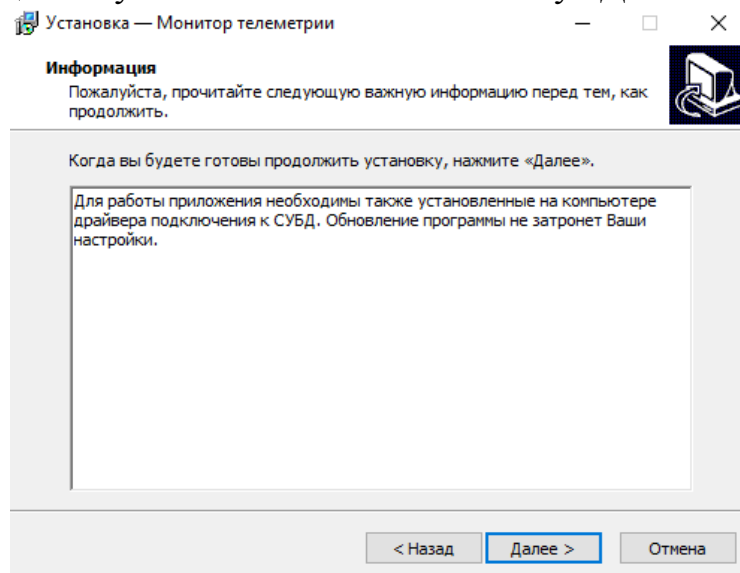 Установка — Монитор телеметрии
Информация
Пожалуйста, прочитайте следующую важную информацию перед тем, как
продолжить.
Когда вы будете готовы продолжить установку, нажмите «Далее».
Для работы приложения необходимы также установленные на компьютере
драйвера подключения к СУБД. Обновление программы не затронет Ваши
настройки.
< Назад
Далее >
Отмена